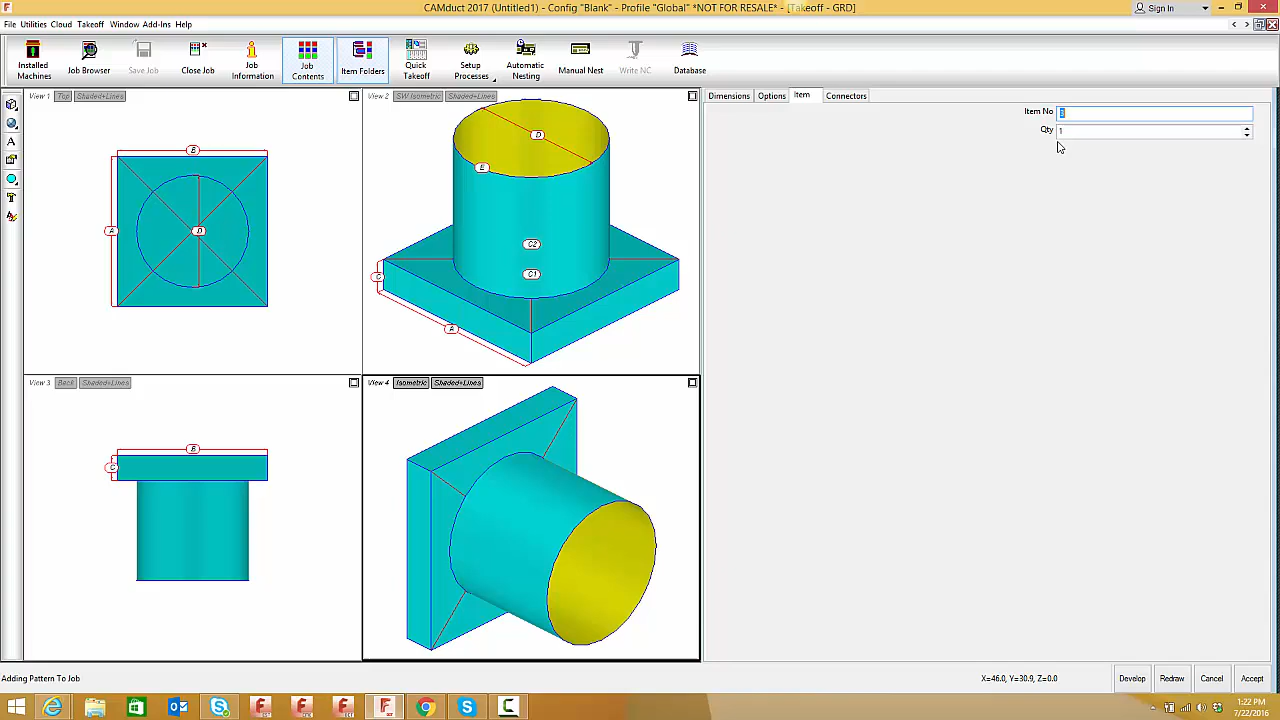 CAMduct 2017 (Untitled1) - Config "Blank" - Profile "Global" *NOT FOR RESALE* - [Takeoff - GRD]
Sign In
File Utilities Cloud Takeoff Window Add-Ins Help
Installed Machines
Job Browser
Save Job
Close Job
Job Information
Job Contents
Item Folders
Quick Takeoff
Setup Processes
Automatic Nesting
Manual Nest
Write NC
Database
View 1 Top Shaded+Lines
View 2 SW Isometric Shaded+Lines
Dimensions Options Item Connectors
Item No 3
Qty 1
B
A
D
D
E
C2
C1
C
A
View 3 Back Shaded+Lines
View 4 Isometric Shaded+Lines
B
C
Adding Pattern To Job
X=46.0, Y=30.9, Z=0.0
Develop Redraw Cancel Accept
1:22 PM
7/22/2016